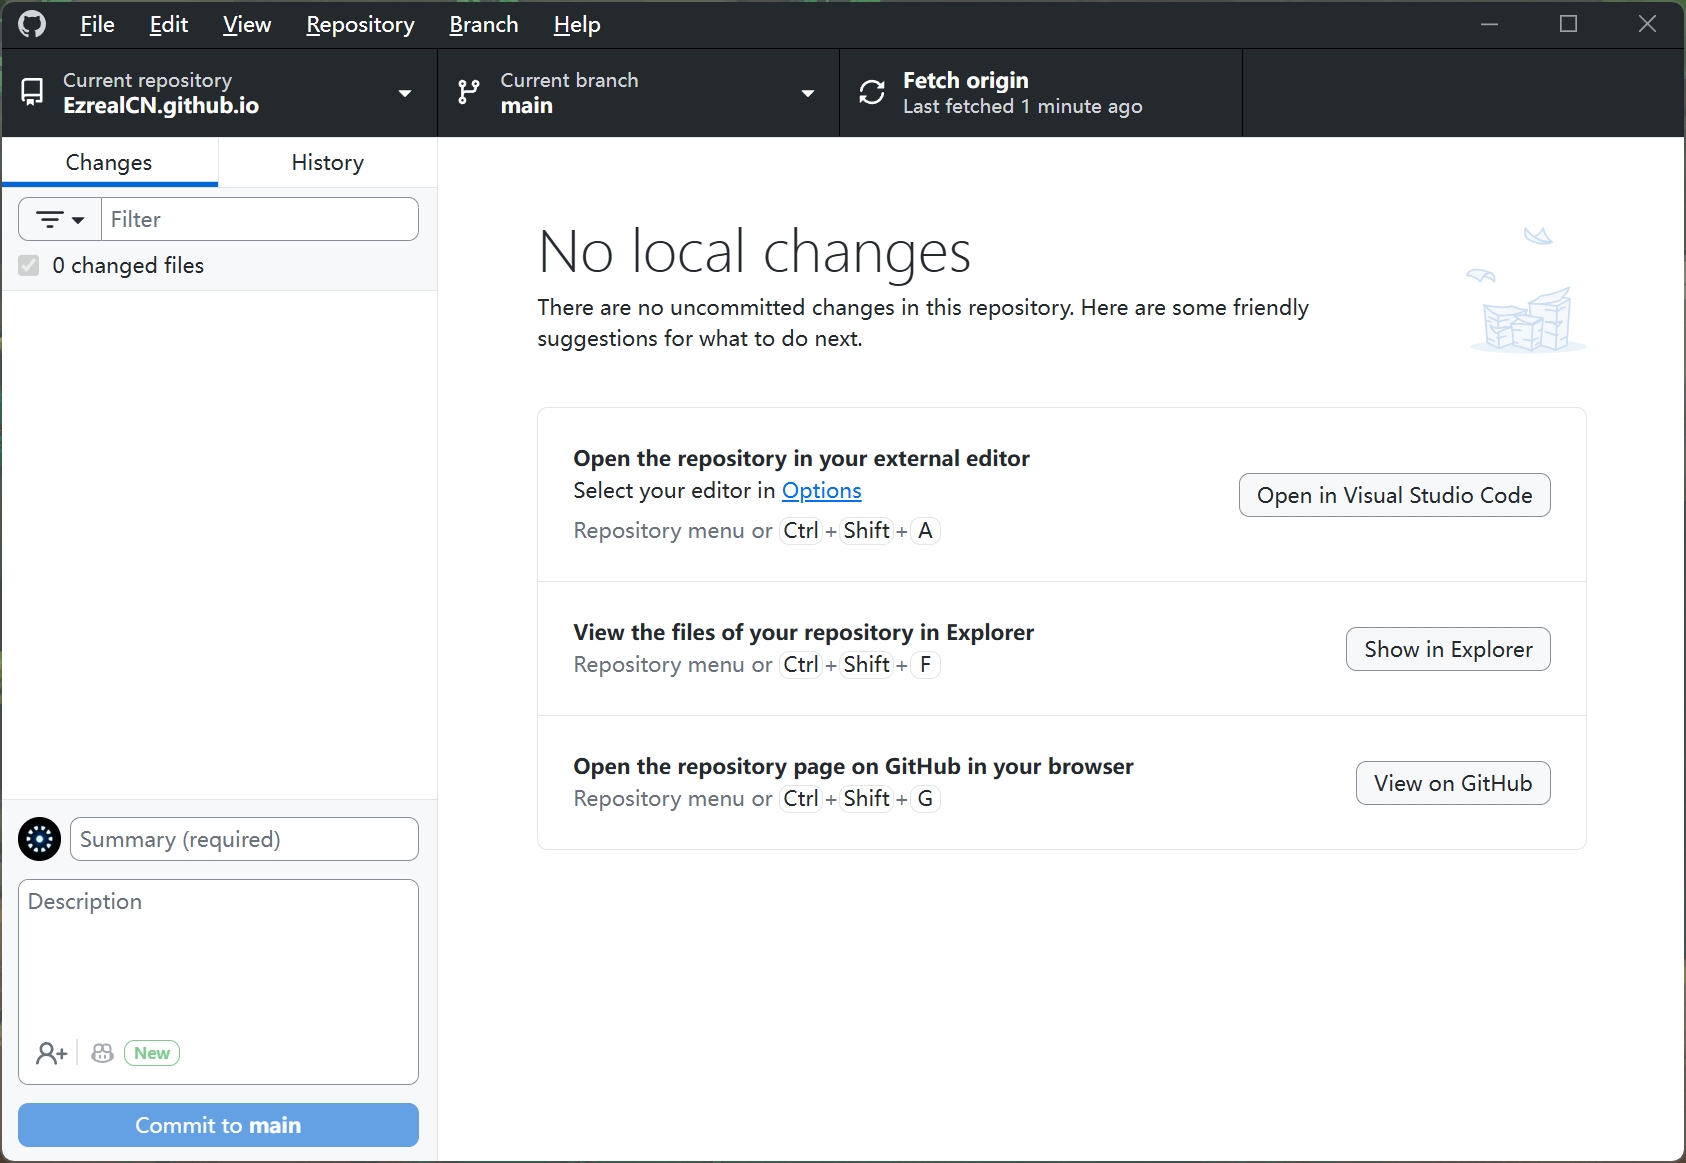 File Edit View Repository Branch Help
Current repository
EzrealCN.github.io
Current branch
main
Fetch origin
Last fetched 1 minute ago
Changes
History
Filter
0 changed files
No local changes
There are no uncommitted changes in this repository. Here are some friendly
suggestions for what to do next.
Open the repository in your external editor
Select your editor in Options
Repository menu or Ctrl + Shift + A
Open in Visual Studio Code
View the files of your repository in Explorer
Repository menu or Ctrl + Shift + F
Show in Explorer
Open the repository page on GitHub in your browser
Repository menu or Ctrl + Shift + G
View on GitHub
Summary (required)
Description
New
Commit to main